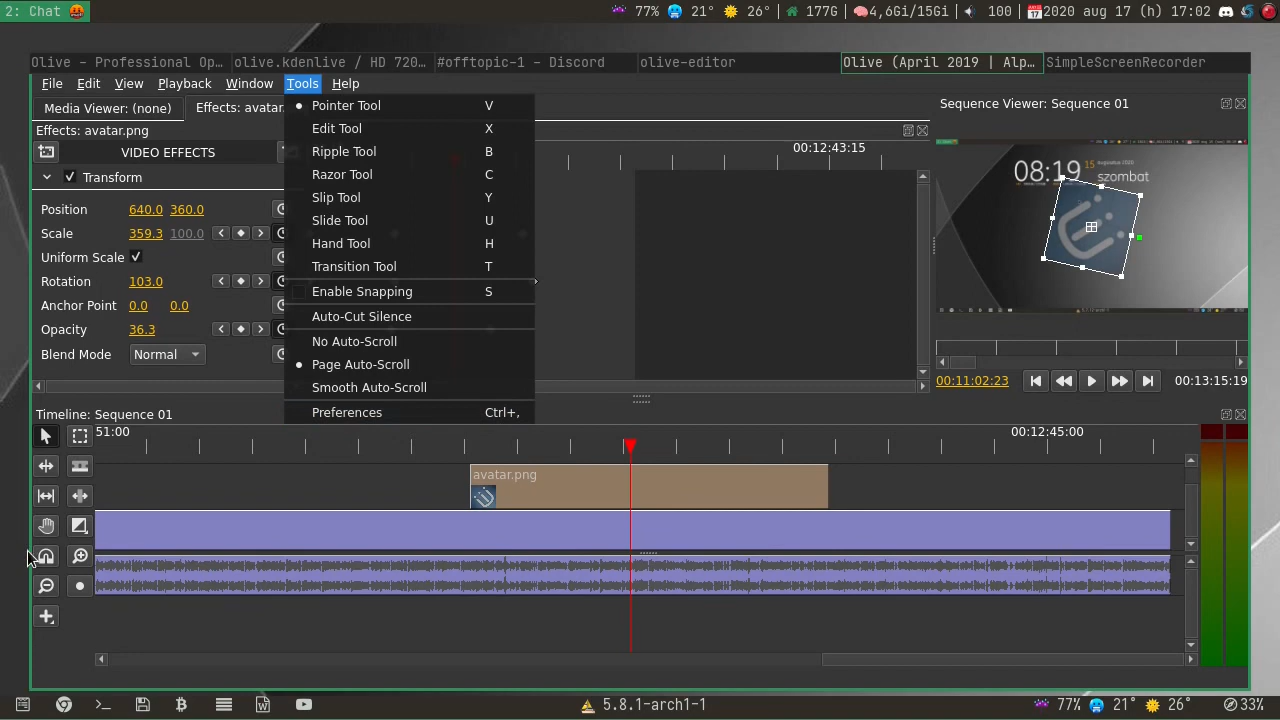 2: Chat
77% 21° 26° 177G 4,6Gi/15Gi 100 2020 aug 17 (h) 17:02
Olive - Professional Op… olive.kdenlive / HD 720… #offtopic-1 - Discord olive-editor Olive (April 2019 | Alp… SimpleScreenRecorder
File Edit View Playback Window Tools Help
Media Viewer: (none) Effects: avatar.
Sequence Viewer: Sequence 01
Effects: avatar.png
VIDEO EFFECTS
00:12:43:15
Transform
Position 640.0 360.0
Scale 359.3 100.0
Uniform Scale
Rotation 103.0
Anchor Point 0.0 0.0
Opacity 36.3
Blend Mode Normal
Pointer Tool V
Edit Tool X
Ripple Tool B
Razor Tool C
Slip Tool Y
Slide Tool U
Hand Tool H
Transition Tool T
Enable Snapping S
Auto-Cut Silence
No Auto-Scroll
Page Auto-Scroll
Smooth Auto-Scroll
Preferences Ctrl+,
08:19 15 augusztus 2020
szombat
00:11:02:23 00:13:15:19
Timeline: Sequence 01
51:00 00:12:45:00
avatar.png
5.8.1-arch1-1
77% 21° 26° 33%